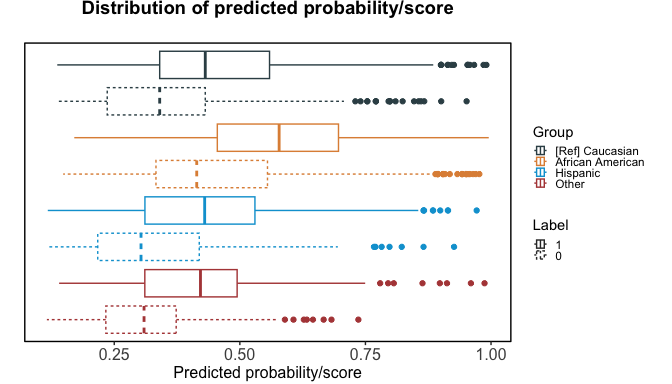 Distribution of predicted probability/score
Group
[Ref] Caucasian
African American
Hispanic
Other
Label
1
0
0.25 0.50 0.75 1.00
Predicted probability/score